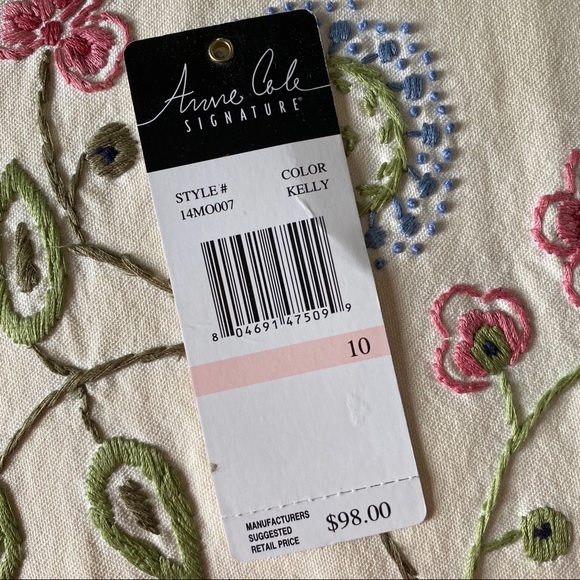 Anne Cole
SIGNATURE®
STYLE #
14MO007
COLOR
KELLY
8 04691 47509 9
10
MANUFACTURERS
SUGGESTED
RETAIL PRICE
$98.00